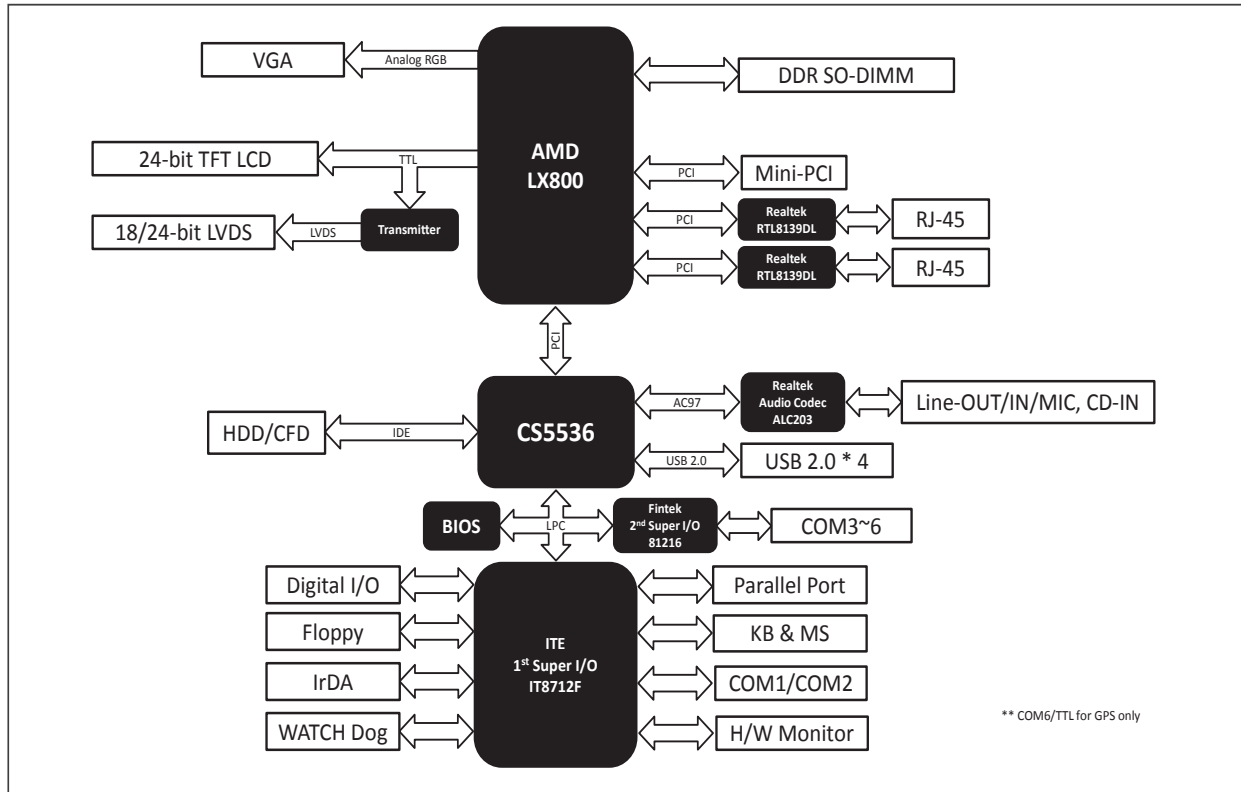 VGA
Analog RGB
DDR SO-DIMM
AMD
LX800
24-bit TFT LCD
TTL
PCI
Mini-PCI
18/24-bit LVDS
LVDS
Transmitter
PCI
Realtek
RTL8139DL
RJ-45
PCI
Realtek
RTL8139DL
RJ-45
PCI
HDD/CFD
IDE
CS5536
AC97
Realtek
Audio Codec
ALC203
Line-OUT/IN/MIC, CD-IN
USB 2.0
USB 2.0 * 4
BIOS
LPC
Fintek
2nd Super I/O
81216
COM3~6
Digital I/O
Floppy
IrDA
WATCH Dog
ITE
1st Super I/O
IT8712F
Parallel Port
KB & MS
COM1/COM2
H/W Monitor
** COM6/TTL for GPS only